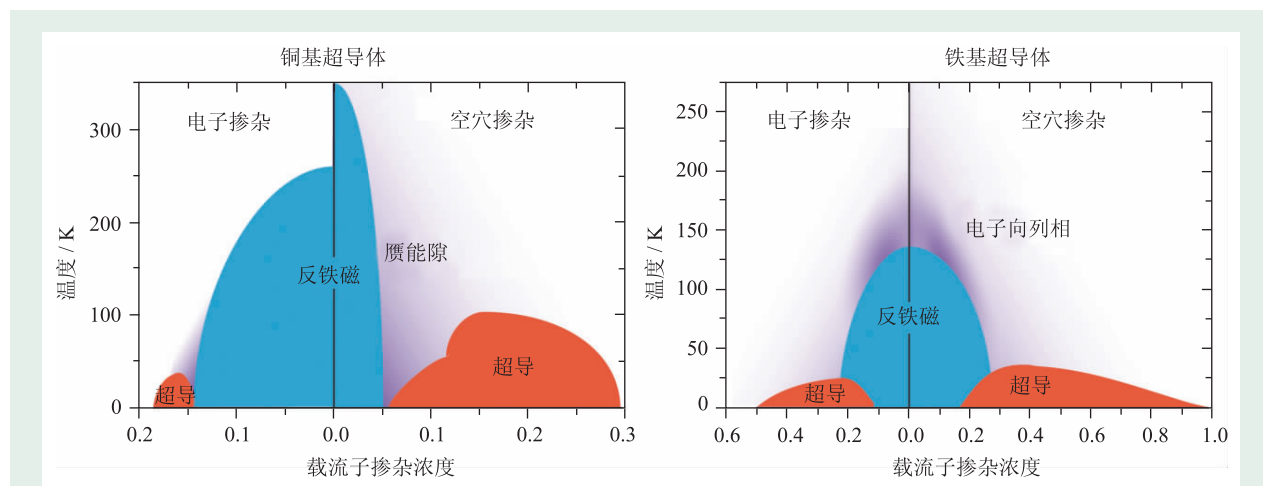 铜基超导体
电子掺杂
空穴掺杂
赝能隙
反铁磁
超导
超导
温度 / K
300
200
100
0
0.2 0.1 0.0 0.1 0.2 0.3
载流子掺杂浓度
铁基超导体
电子掺杂
空穴掺杂
电子向列相
反铁磁
超导
超导
温度 / K
250
200
150
100
50
0
0.6 0.4 0.2 0.0 0.2 0.4 0.6 0.8 1.0
载流子掺杂浓度